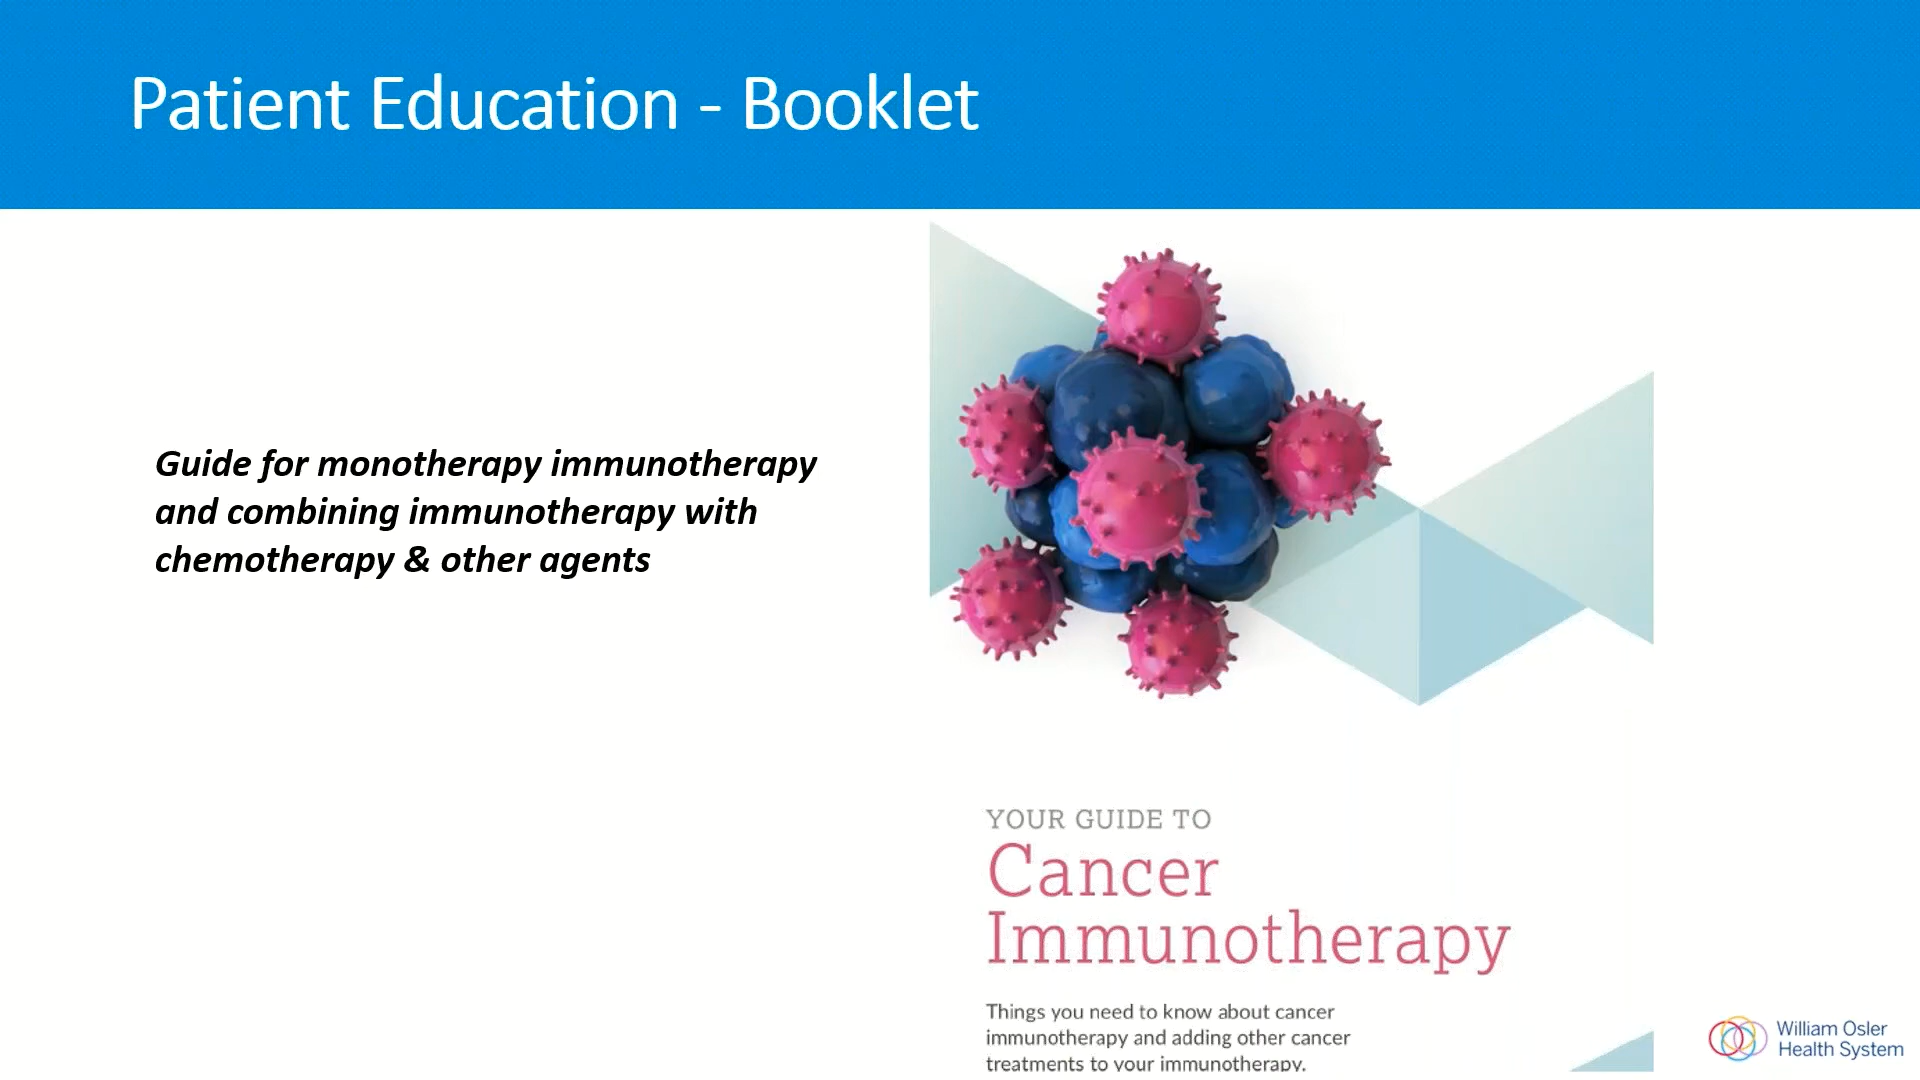 Patient Education - Booklet
Guide for monotherapy immunotherapy
and combining immunotherapy with
chemotherapy & other agents
YOUR GUIDE TO
Cancer
Immunotherapy
Things you need to know about cancer
immunotherapy and adding other cancer
treatments to your immunotherapy.
William Osler
Health System